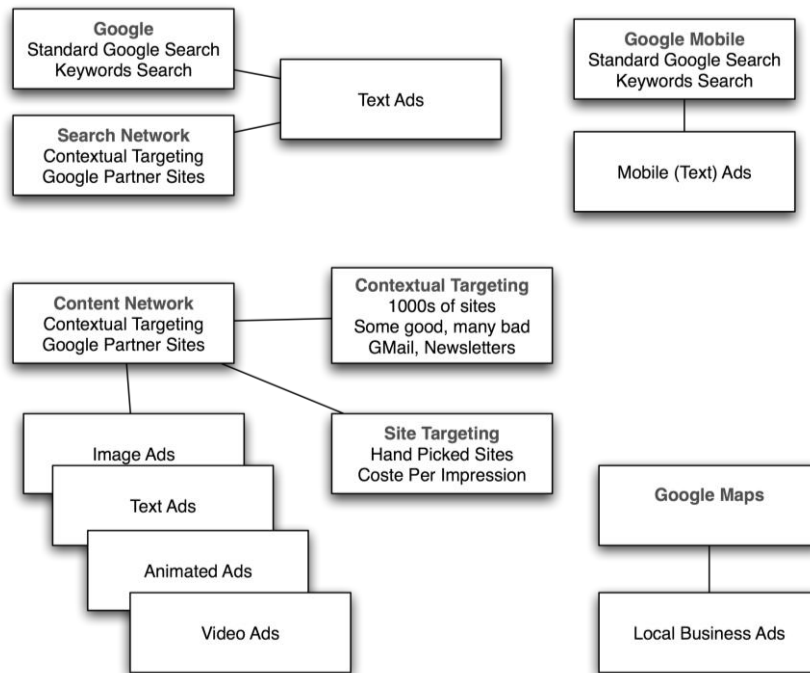 Google
Standard Google Search
Keywords Search
Text Ads
Search Network
Contextual Targeting
Google Partner Sites
Google Mobile
Standard Google Search
Keywords Search
Mobile (Text) Ads
Content Network
Contextual Targeting
Google Partner Sites
Contextual Targeting
1000s of sites
Some good, many bad
GMail, Newsletters
Site Targeting
Hand Picked Sites
Coste Per Impression
Image Ads
Text Ads
Animated Ads
Video Ads
Google Maps
Local Business Ads